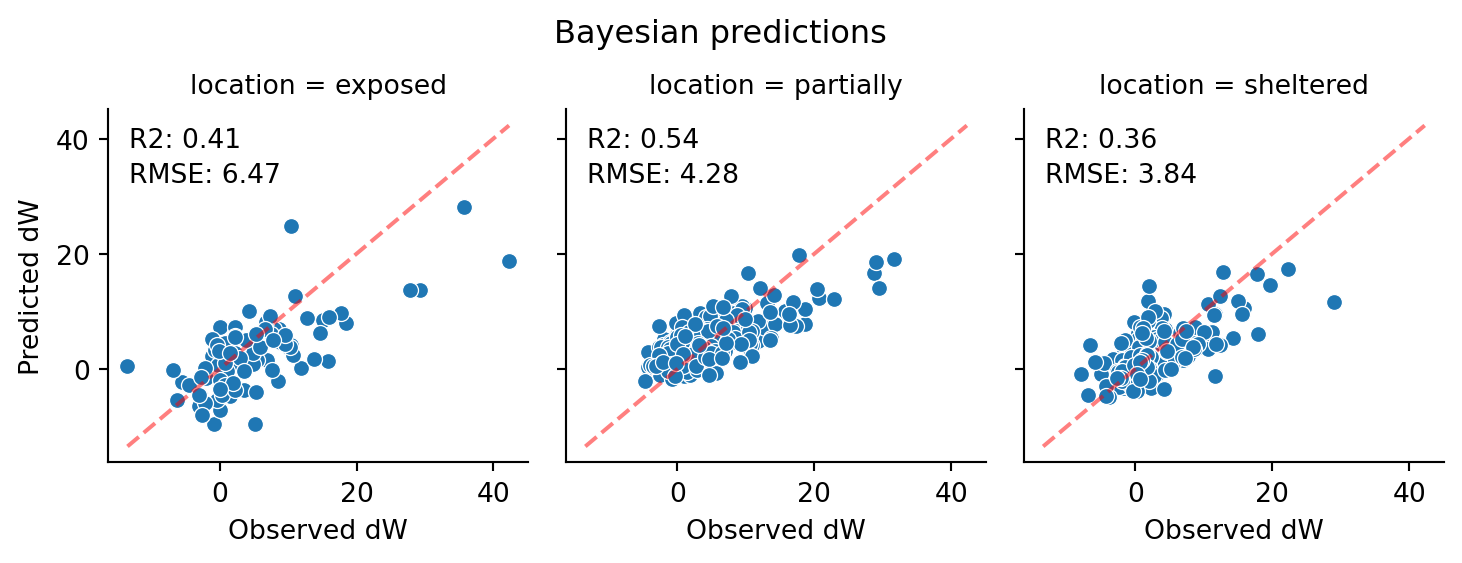 Bayesian predictions
location = exposed
location = partially
location = sheltered
R2: 0.41
RMSE: 6.47
R2: 0.54
RMSE: 4.28
R2: 0.36
RMSE: 3.84
Predicted dW
40
20
0
0 20 40
0 20 40
0 20 40
Observed dW
Observed dW
Observed dW